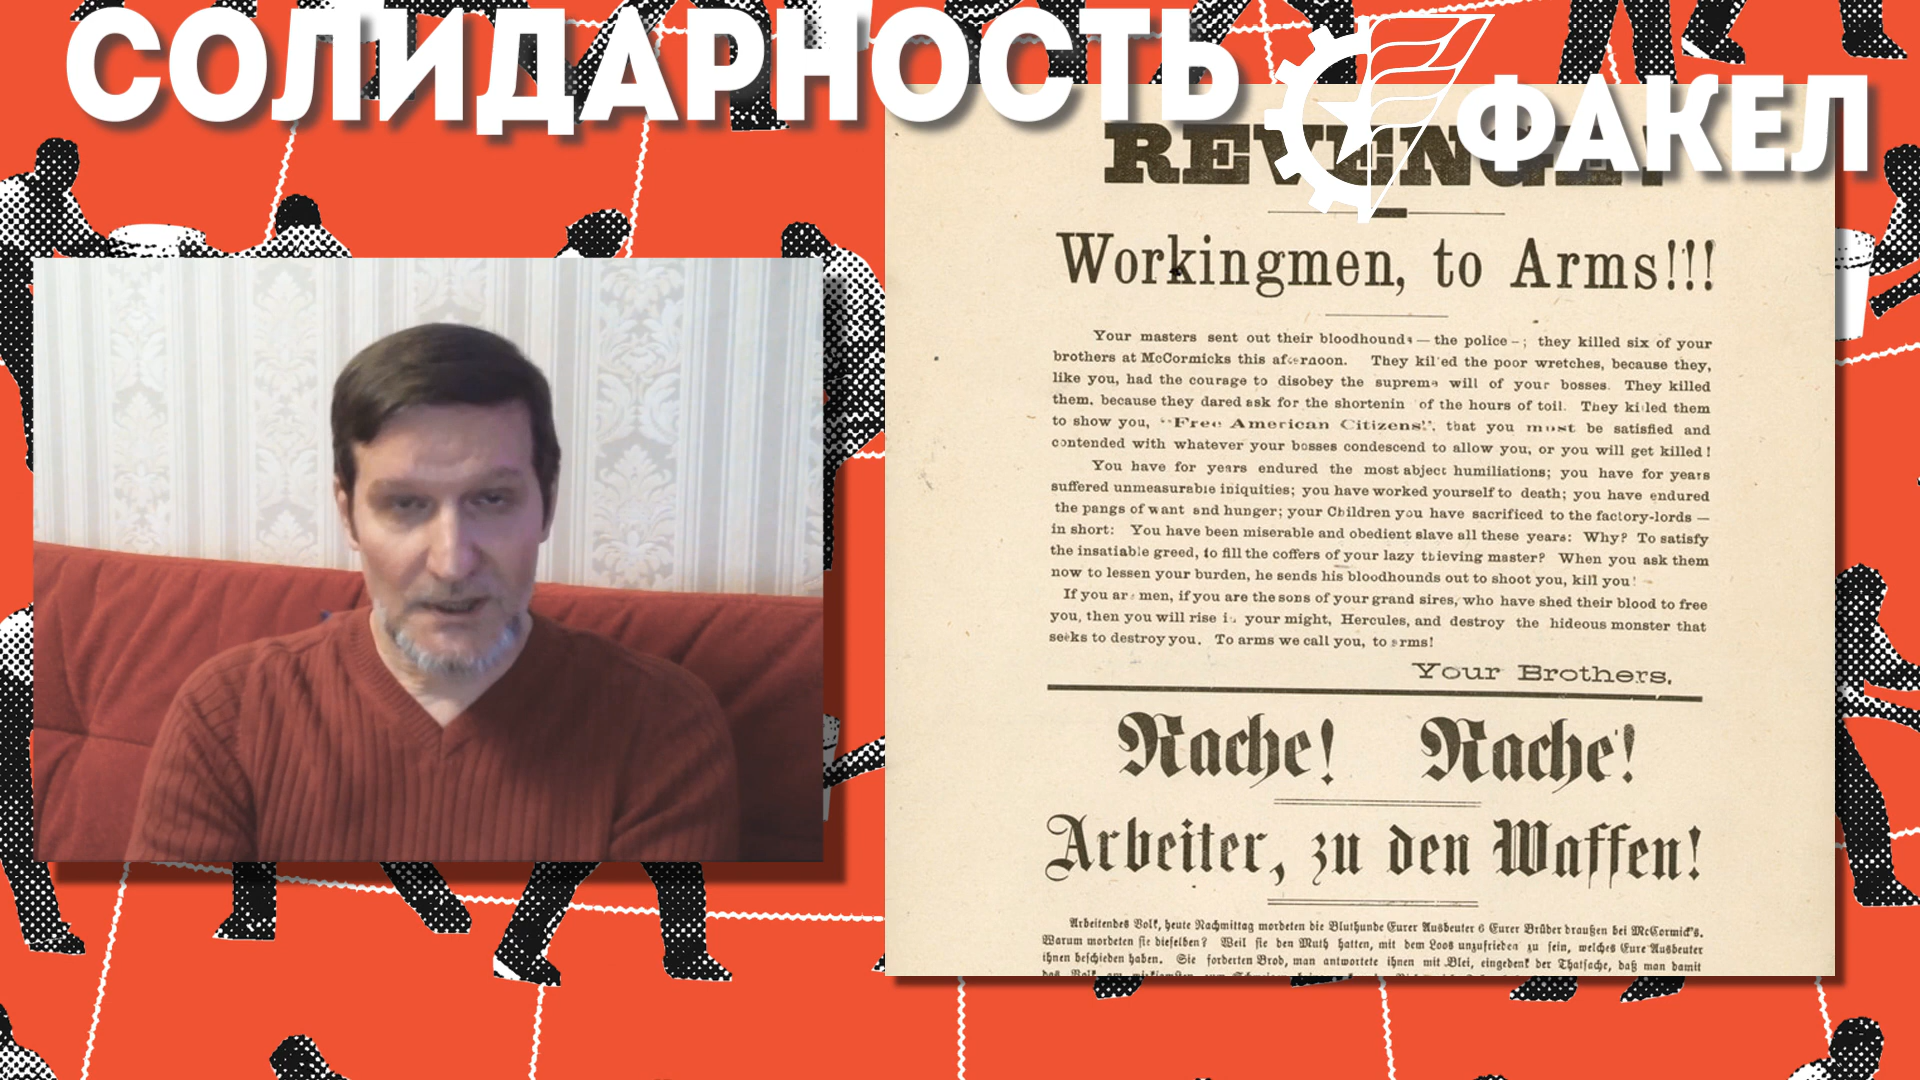 СОЛИДАРНОСТЬ
ФАКЕЛ
REVENGE!
Workingmen, to Arms!!!
Your masters sent out their bloodhounds — the police —; they killed six of your
brothers at McCormicks this afternoon. They killed the poor wretches, because they,
like you, had the courage to disobey the supreme will of your bosses. They killed
them, because they dared ask for the shortenin of the hours of toil. They killed them
to show you, "Free American Citizens!", that you must be satisfied and
contended with whatever your bosses condescend to allow you, or you will get killed!
You have for years endured the most abject humiliations; you have for years
suffered unmeasurable iniquities; you have worked yourself to death; you have endured
the pangs of want and hunger; your Children you have sacrificed to the factory-lords —
in short: You have been miserable and obedient slave all these years: Why? To satisfy
the insatiable greed, to fill the coffers of your lazy thieving master? When you ask them
now to lessen your burden, he sends his bloodhounds out to shoot you, kill you!
If you are men, if you are the sons of your grand sires, who have shed their blood to free
you, then you will rise in your might, Hercules, and destroy the hideous monster that
seeks to destroy you. To arms we call you, to arms!
Your Brothers.
Rache! Rache!
Arbeiter, zu den Waffen!
Arbeitendes Volk, heute Nachmittag mordeten die Bluthunde Eurer Ausbeuter 6 Eurer Brüder draußen bei McCormick's.
Warum mordeten sie dieselben? Weil sie den Muth hatten, mit dem Loos unzufrieden zu sein, welches Eure Ausbeuter
ihnen beschieden haben. Sie forderten Brod, man antwortete ihnen mit Blei, eingedenk der Thatsache, daß man damit